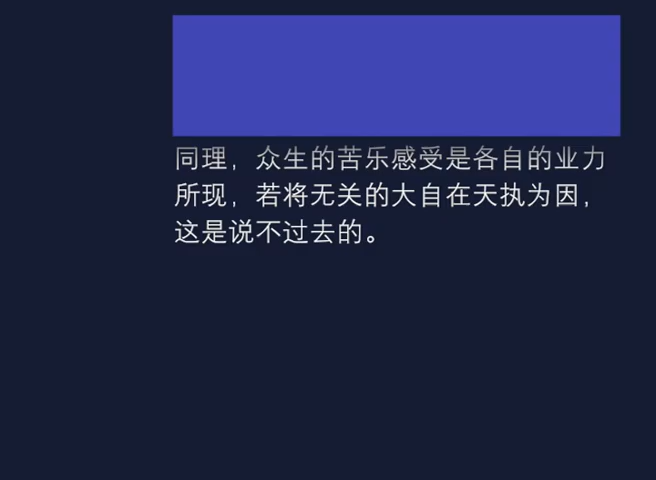 同理，众生的苦乐感受是各自的业力
所现，若将无关的大自在天执为因，
这是说不过去的。